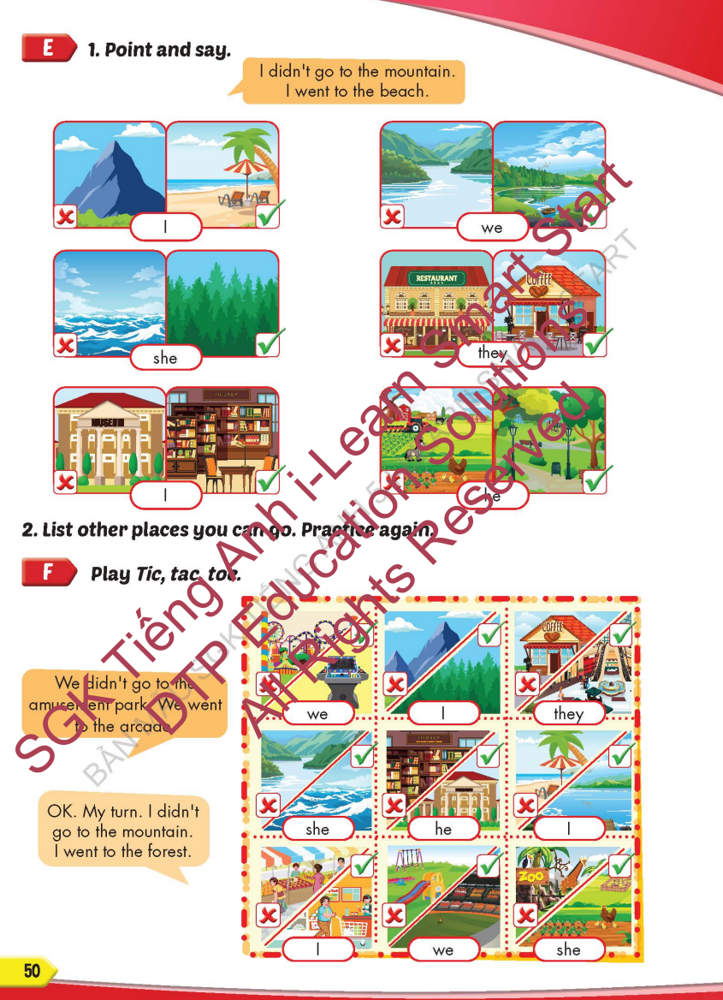 E 1. Point and say.
I didn't go to the mountain.
I went to the beach.
I
we
RESTAURANT
COFFEE
she
they
MUSEUM
LIBRARY
I
he
2. List other places you can go. Practice again.
F Play Tic, tac, toe.
We didn't go to the
amusement park. We went
to the arcade.
OK. My turn. I didn't
go to the mountain.
I went to the forest.
COFFEE
we
I
they
LIBRARY
she
he
I
ZOO
I
we
she
50
SGK Tiếng Anh i-Learn Smart Start
DTP Education Solutions
All Rights Reserved